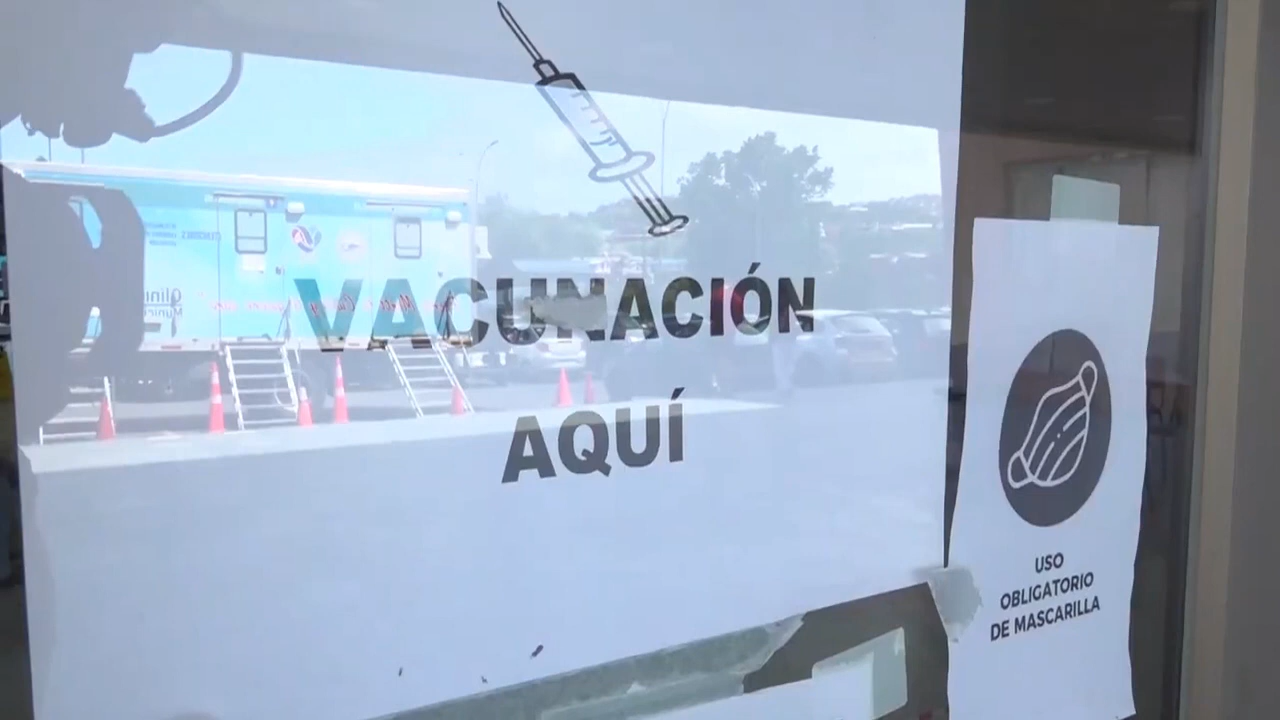 VACUNACIÓN
AQUÍ
USO
OBLIGATORIO
DE MASCARILLA